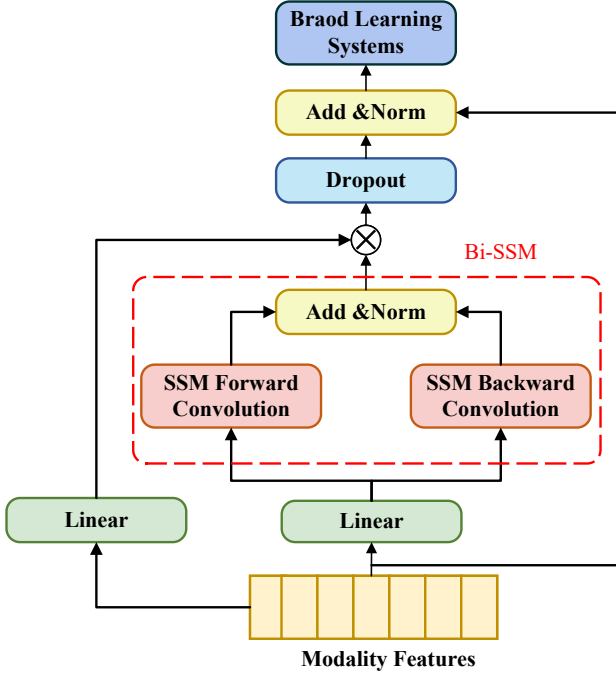 Braod Learning
Systems
Add &Norm
Dropout
Bi-SSM
Add &Norm
SSM Forward
Convolution
SSM Backward
Convolution
Linear
Linear
Modality Features